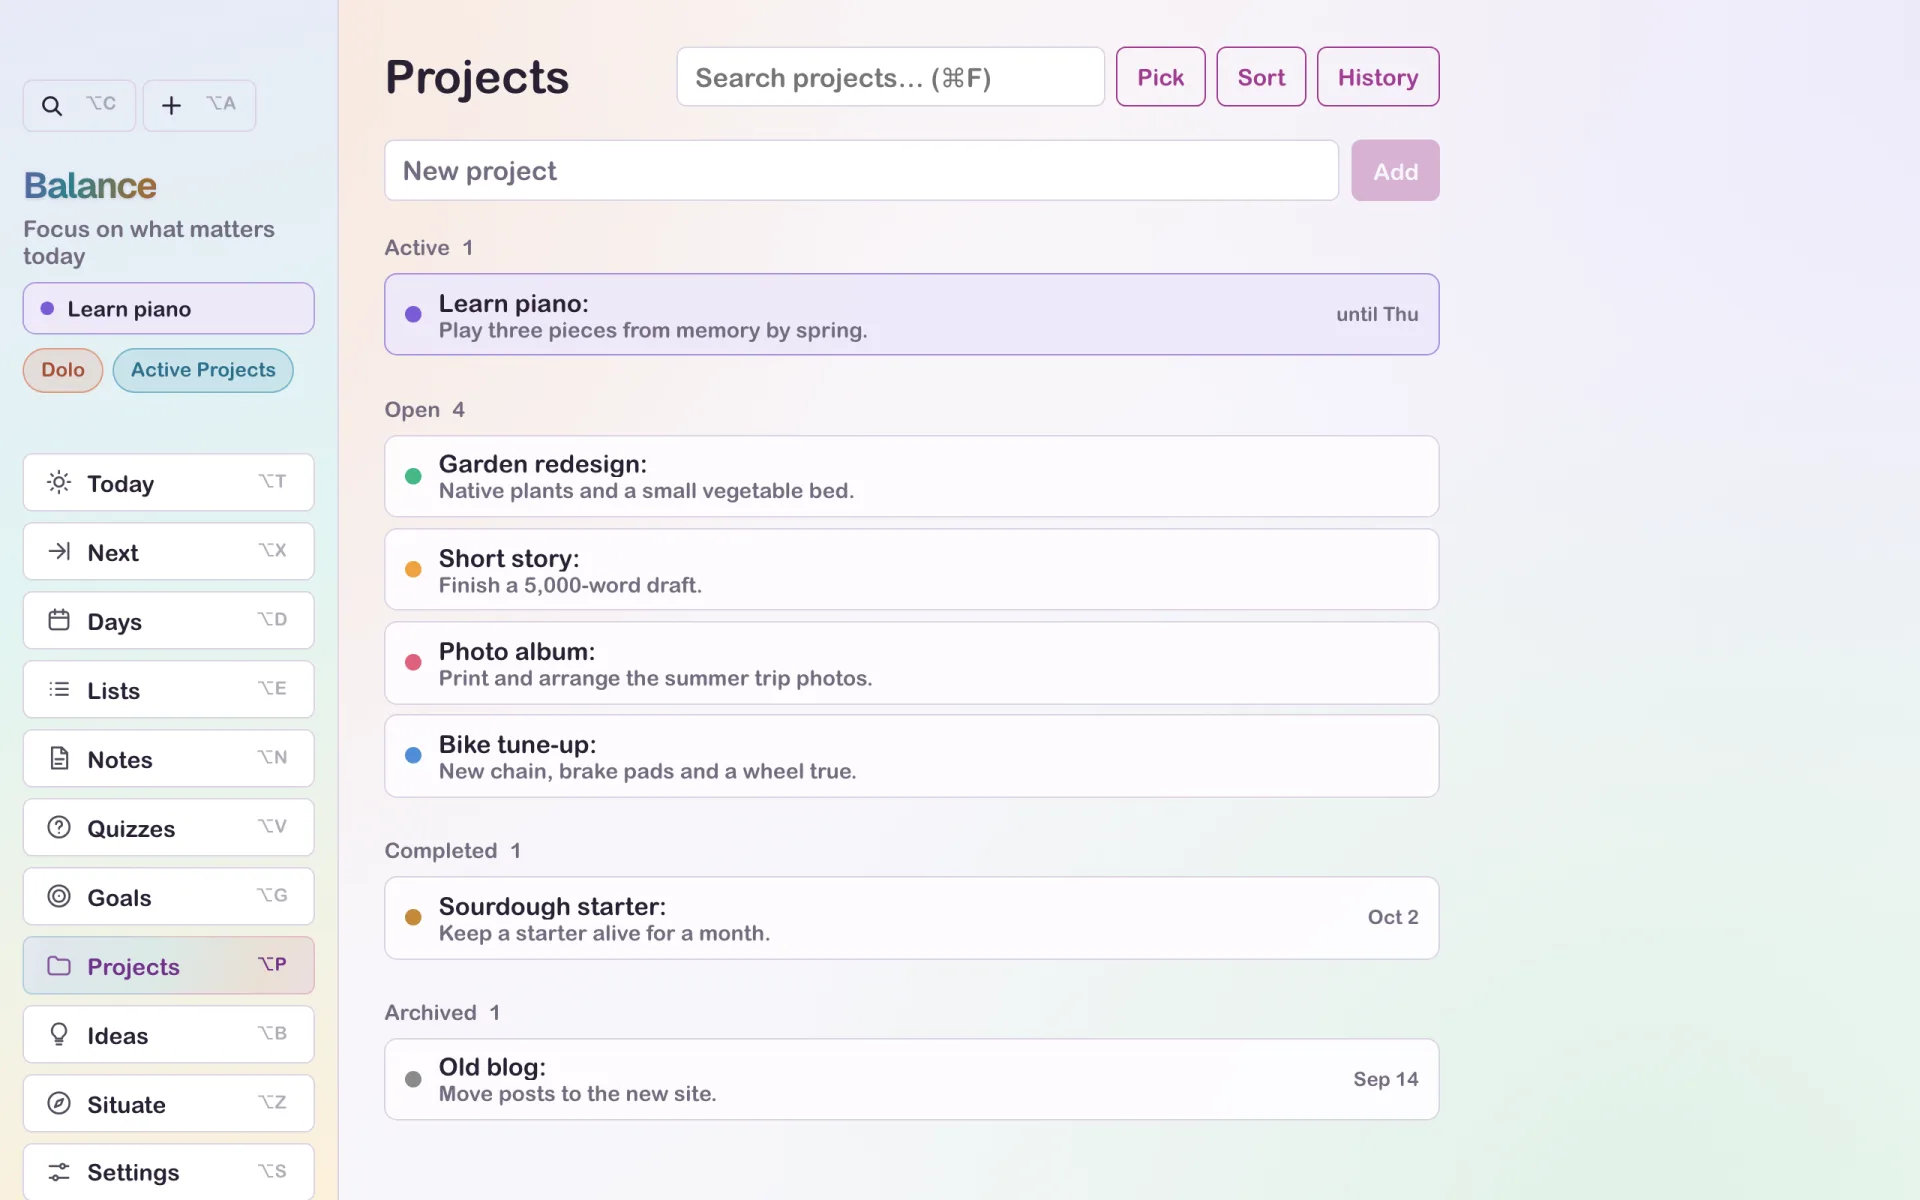 ⌥C
⌥A
Balance
Focus on what matters
today
Learn piano
Dolo
Active Projects
Today ⌥T
Next ⌥X
Days ⌥D
Lists ⌥E
Notes ⌥N
Quizzes ⌥V
Goals ⌥G
Projects ⌥P
Ideas ⌥B
Situate ⌥Z
Settings ⌥S
Projects
Search projects... (⌘F)
Pick
Sort
History
New project
Add
Active 1
Learn piano:
Play three pieces from memory by spring.
until Thu
Open 4
Garden redesign:
Native plants and a small vegetable bed.
Short story:
Finish a 5,000-word draft.
Photo album:
Print and arrange the summer trip photos.
Bike tune-up:
New chain, brake pads and a wheel true.
Completed 1
Sourdough starter:
Keep a starter alive for a month.
Oct 2
Archived 1
Old blog:
Move posts to the new site.
Sep 14